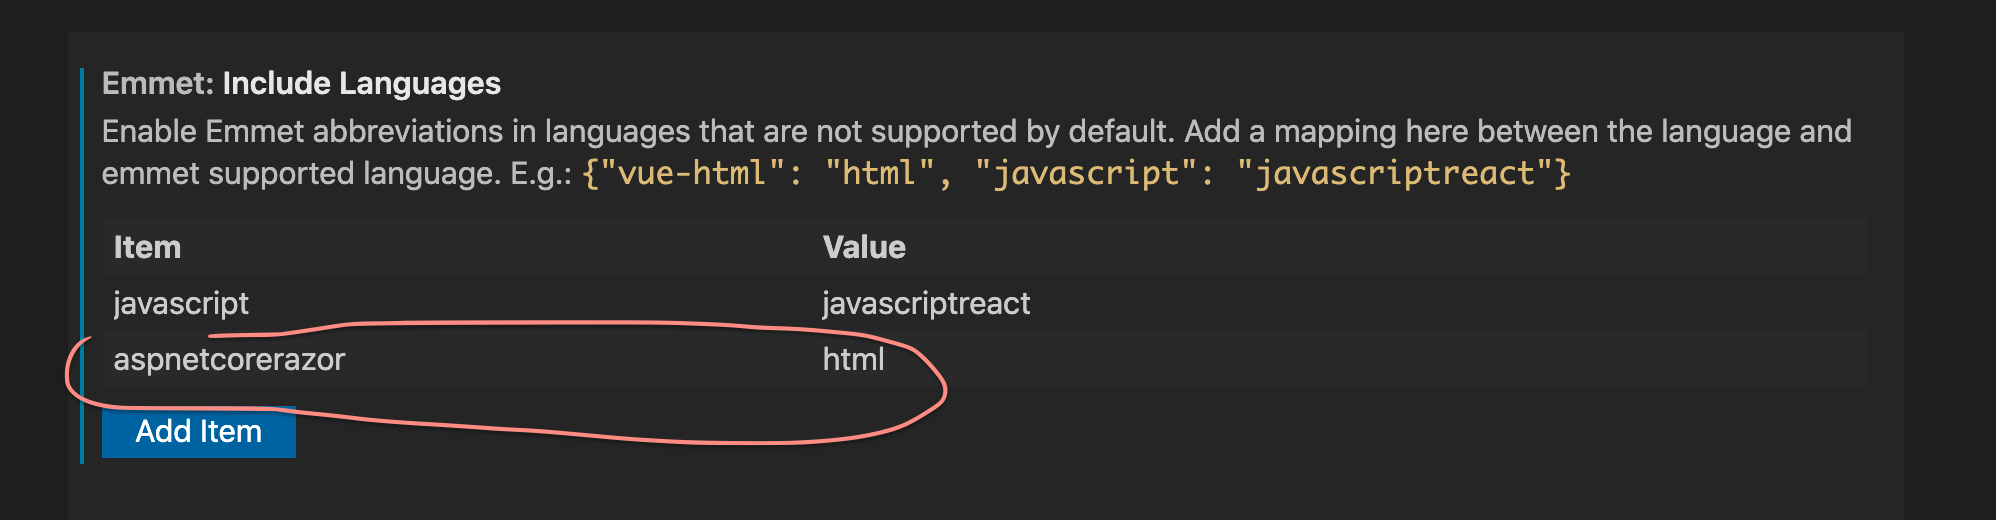 Emmet: Include Languages
Enable Emmet abbreviations in languages that are not supported by default. Add a mapping here between the language and
emmet supported language. E.g.: {"vue-html": "html", "javascript": "javascriptreact"}
Item Value
javascript javascriptreact
aspnetcorerazor html
Add Item